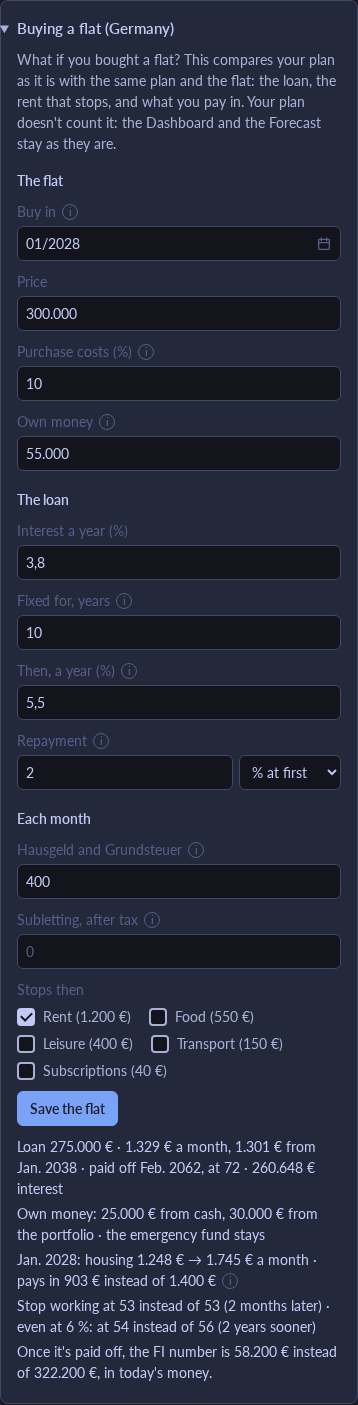 Buying a flat (Germany)
What if you bought a flat? This compares your plan
as it is with the same plan and the flat: the loan, the
rent that stops, and what you pay in. Your plan
doesn't count it: the Dashboard and the Forecast
stay as they are.
The flat
Buy in
01/2028
Price
300.000
Purchase costs (%)
10
Own money
55.000
The loan
Interest a year (%)
3,8
Fixed for, years
10
Then, a year (%)
5,5
Repayment
2
% at first
Each month
Hausgeld and Grundsteuer
400
Subletting, after tax
0
Stops then
Rent (1.200 €) Food (550 €)
Leisure (400 €) Transport (150 €)
Subscriptions (40 €)
Save the flat
Loan 275.000 € · 1.329 € a month, 1.301 € from
Jan. 2038 · paid off Feb. 2062, at 72 · 260.648 €
interest
Own money: 25.000 € from cash, 30.000 € from
the portfolio · the emergency fund stays
Jan. 2028: housing 1.248 € → 1.745 € a month ·
pays in 903 € instead of 1.400 €
Stop working at 53 instead of 53 (2 months later) ·
even at 6 %: at 54 instead of 56 (2 years sooner)
Once it's paid off, the FI number is 58.200 € instead
of 322.200 €, in today's money.